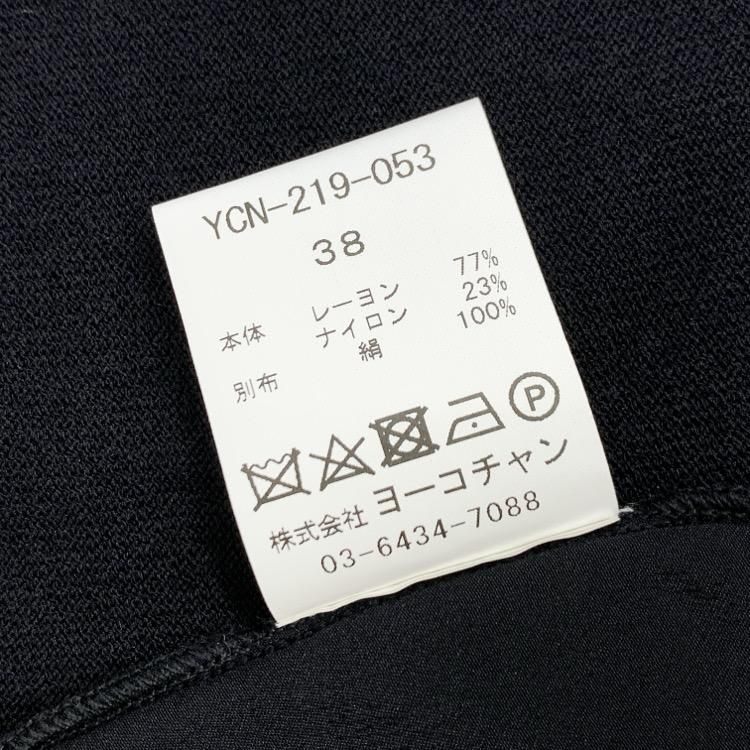 YCN-219-053
38
本体 レーヨン 77%
ナイロン 23%
別布 絹 100%
P
株式会社 ヨーコチャン
03-6434-7088